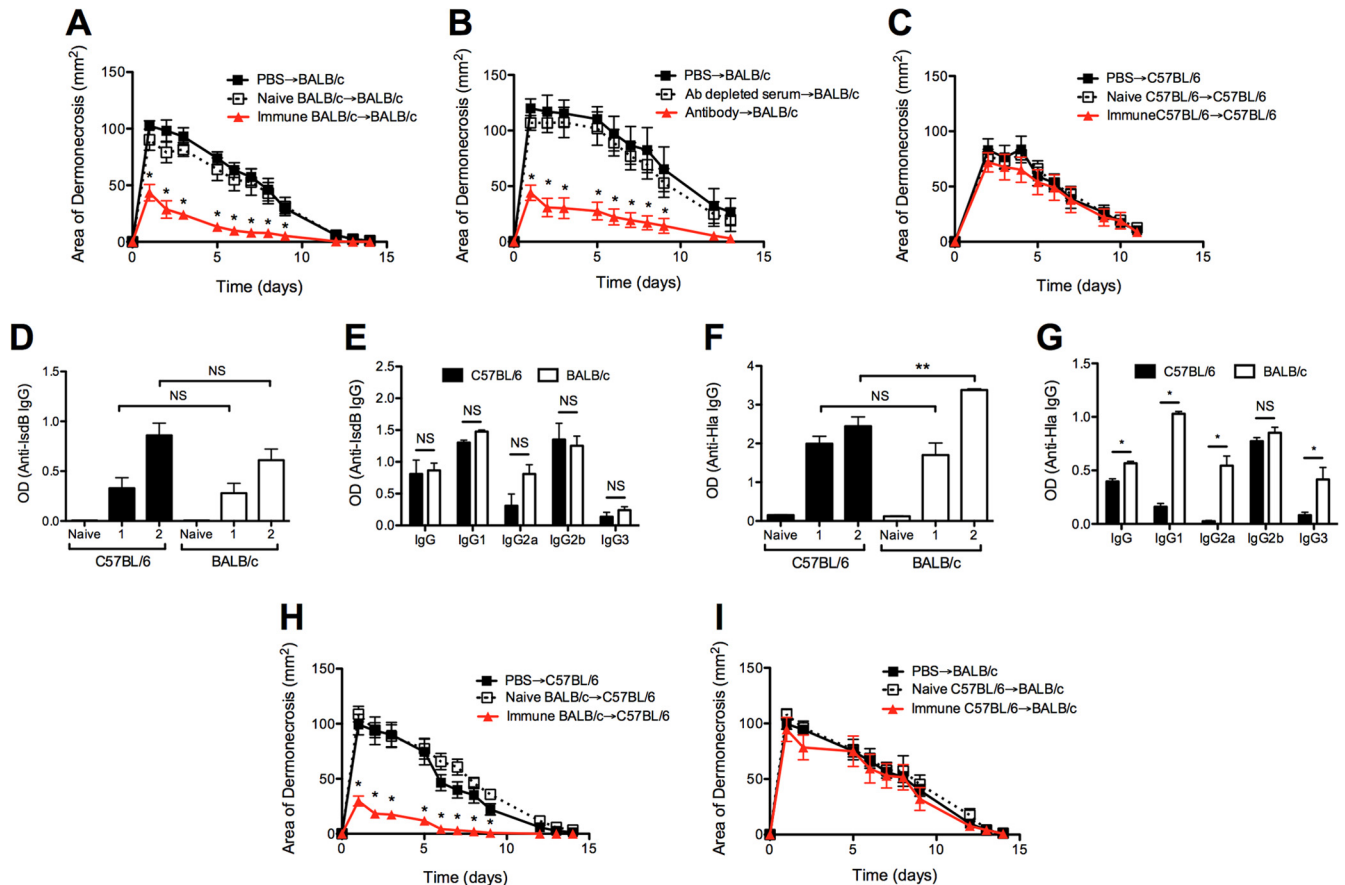 A
Area of Dermonecrosis (mm²)
150
100
50
0
0
5
10
15
Time (days)
PBS→BALB/c
Naive BALB/c→BALB/c
Immune BALB/c→BALB/c
*
*
*
*
*
*
*
*
B
Area of Dermonecrosis (mm²)
150
100
50
0
0
5
10
15
Time (days)
PBS→BALB/c
Ab depleted serum→BALB/c
Antibody→BALB/c
*
*
*
*
*
*
*
*
C
Area of Dermonecrosis (mm²)
150
100
50
0
0
5
10
15
Time (days)
PBS→C57BL/6
Naive C57BL/6→C57BL/6
ImmuneC57BL/6→C57BL/6
D
OD (Anti-IsdB IgG)
1.5
1.0
0.5
0.0
NS
NS
Naive 1 2 Naive 1 2
C57BL/6 BALB/c
E
OD (Anti-IsdB IgG)
2.5
2.0
1.5
1.0
0.5
0.0
C57BL/6 BALB/c
NS NS NS NS NS
IgG IgG1 IgG2a IgG2b IgG3
F
OD (Anti-Hla IgG)
4
3
2
1
0
**
NS
Naive 1 2 Naive 1 2
C57BL/6 BALB/c
G
OD (Anti-Hla IgG)
1.5
1.0
0.5
0.0
C57BL/6 BALB/c
* * * NS *
IgG IgG1 IgG2a IgG2b IgG3
H
Area of Dermonecrosis (mm²)
150
100
50
0
0
5
10
15
Time (days)
PBS→C57BL/6
Naive BALB/c→C57BL/6
Immune BALB/c→C57BL/6
*
*
*
*
*
*
*
*
I
Area of Dermonecrosis (mm²)
150
100
50
0
0
5
10
15
Time (days)
PBS→BALB/c
Naive C57BL/6→BALB/c
Immune C57BL/6→BALB/c